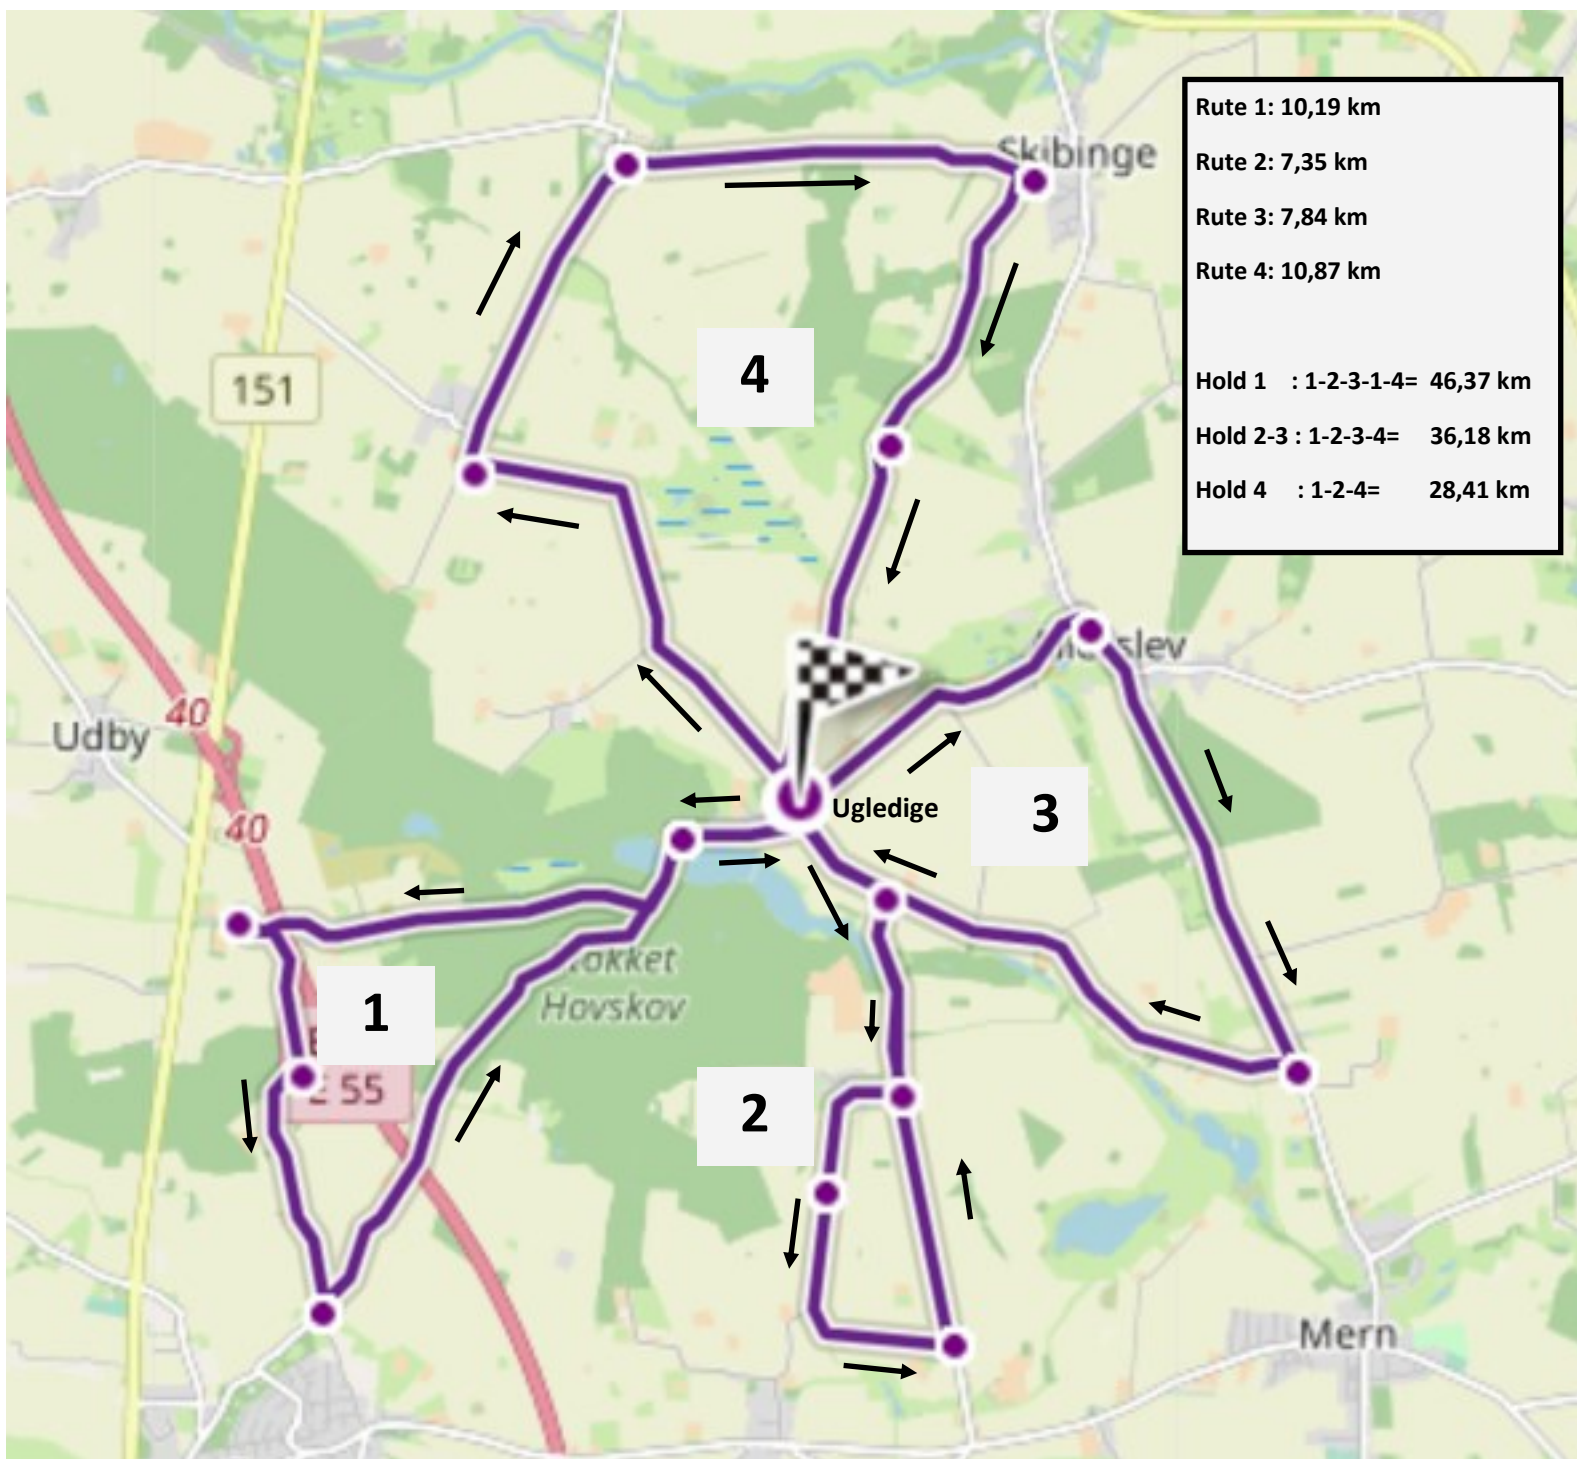 Skibinge
Rute 1: 10,19 km
Rute 2: 7,35 km
Rute 3: 7,84 km
Rute 4: 10,87 km
Hold 1 : 1-2-3-1-4= 46,37 km
Hold 2-3 : 1-2-3-4= 36,18 km
Hold 4 : 1-2-4= 28,41 km
4
151
40
Udby
40
Ugledige
3
Hovskov
1
E 55
2
Mern